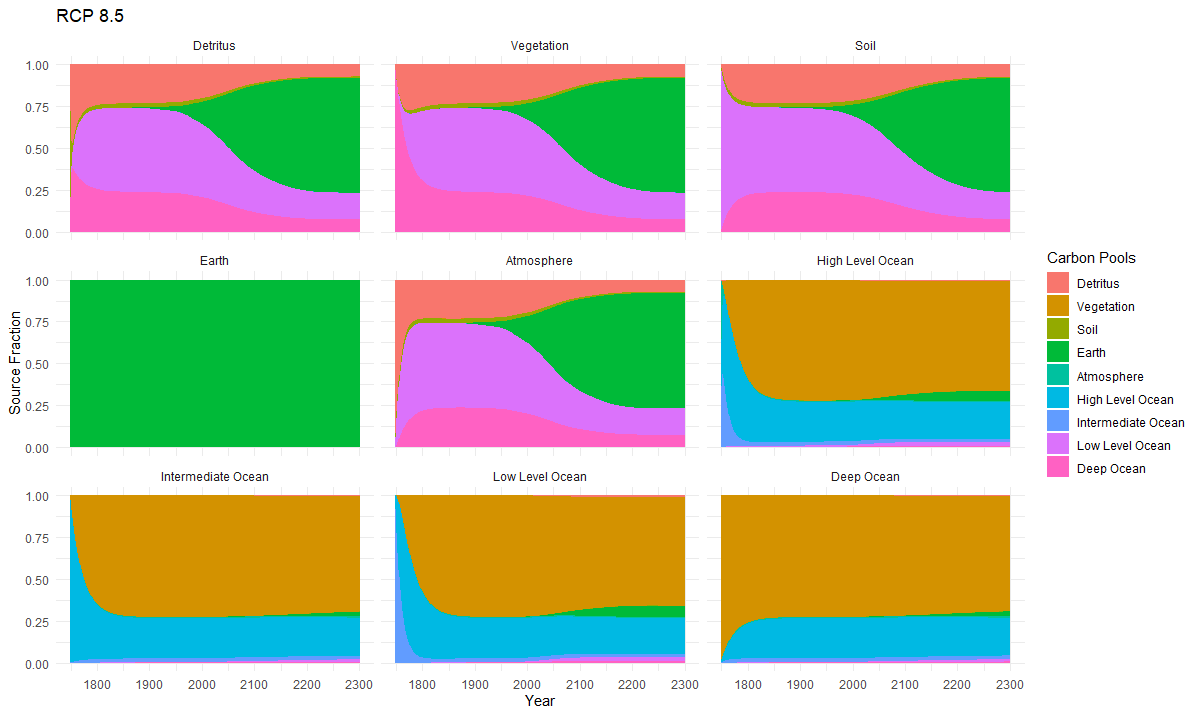 RCP 8.5
Detritus
Vegetation
Soil
1.00
0.75
0.50
0.25
0.00
Earth
Atmosphere
High Level Ocean
1.00
0.75
0.50
0.25
0.00
Source Fraction
Intermediate Ocean
Low Level Ocean
Deep Ocean
1.00
0.75
0.50
0.25
0.00
1800 1900 2000 2100 2200 2300
1800 1900 2000 2100 2200 2300
1800 1900 2000 2100 2200 2300
Year
Carbon Pools
Detritus
Vegetation
Soil
Earth
Atmosphere
High Level Ocean
Intermediate Ocean
Low Level Ocean
Deep Ocean